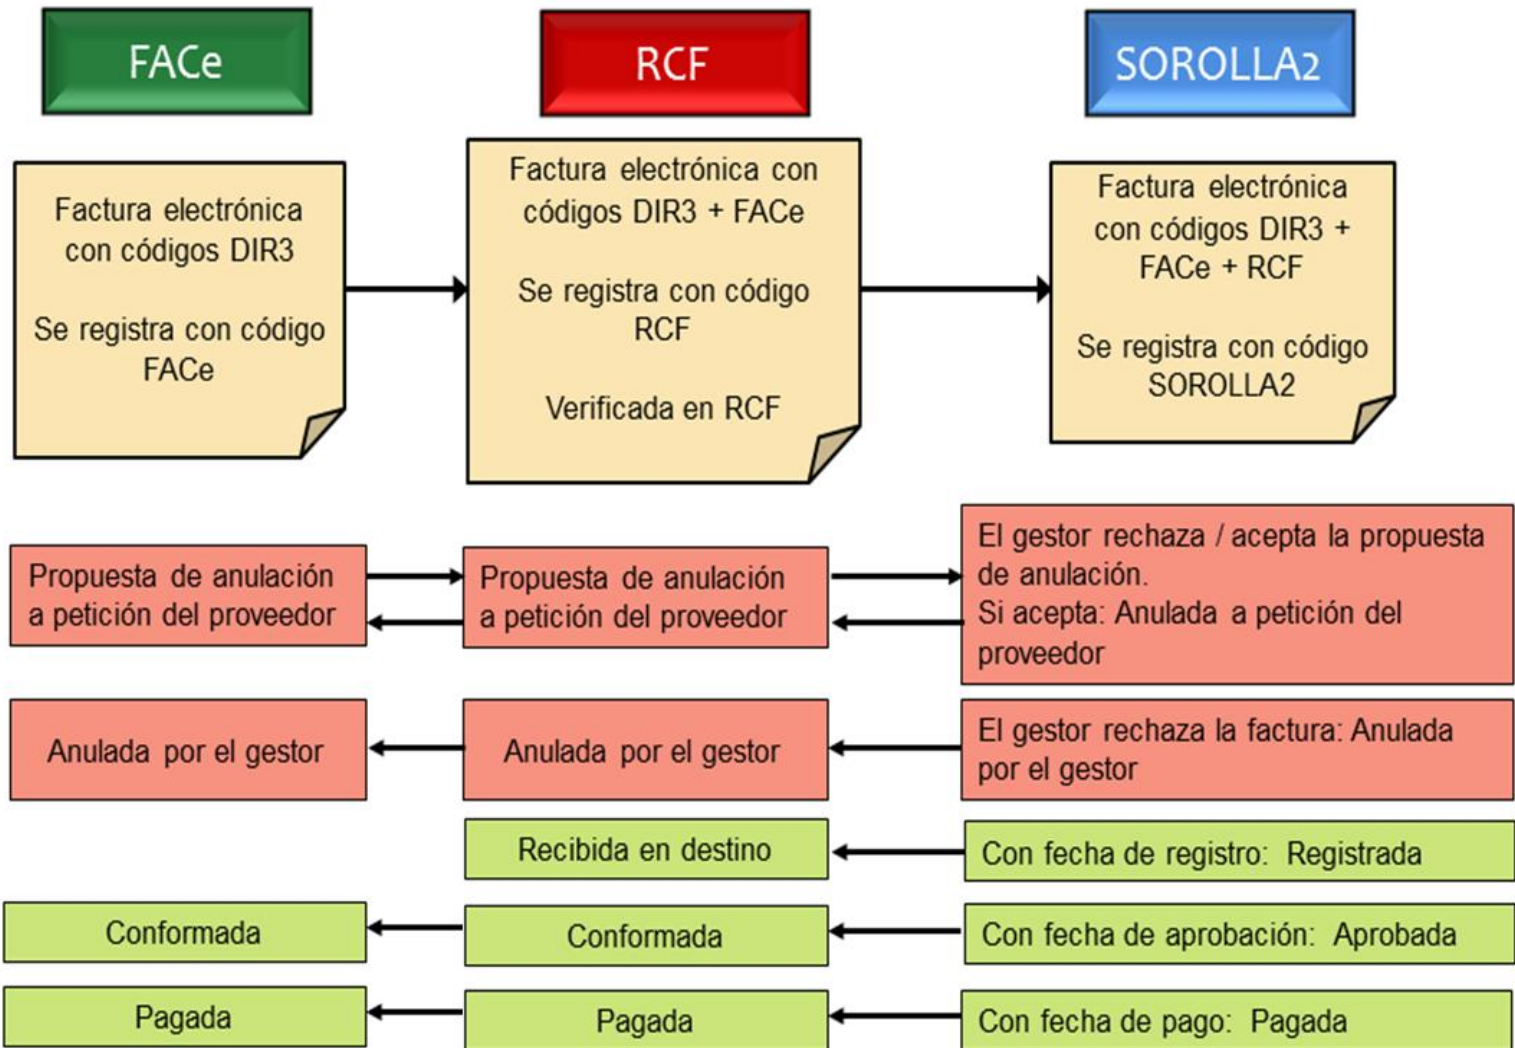 FACe
RCF
SOROLLA2
Factura electrónica
con códigos DIR3
Se registra con código
FACe
Factura electrónica con
códigos DIR3 + FACe
Se registra con código
RCF
Verificada en RCF
Factura electrónica
con códigos DIR3 +
FACe + RCF
Se registra con código
SOROLLA2
Propuesta de anulación
a petición del proveedor
Propuesta de anulación
a petición del proveedor
El gestor rechaza / acepta la propuesta
de anulación.
Si acepta: Anulada a petición del
proveedor
Anulada por el gestor
Anulada por el gestor
El gestor rechaza la factura: Anulada
por el gestor
Recibida en destino
Con fecha de registro: Registrada
Conformada
Conformada
Con fecha de aprobación: Aprobada
Pagada
Pagada
Con fecha de pago: Pagada